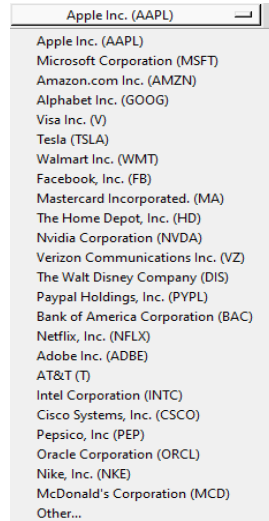 Apple Inc. (AAPL)
Apple Inc. (AAPL)
Microsoft Corporation (MSFT)
Amazon.com Inc. (AMZN)
Alphabet Inc. (GOOG)
Visa Inc. (V)
Tesla (TSLA)
Walmart Inc. (WMT)
Facebook, Inc. (FB)
Mastercard Incorporated. (MA)
The Home Depot, Inc. (HD)
Nvidia Corporation (NVDA)
Verizon Communications Inc. (VZ)
The Walt Disney Company (DIS)
Paypal Holdings, Inc. (PYPL)
Bank of America Corporation (BAC)
Netflix, Inc. (NFLX)
Adobe Inc. (ADBE)
AT&T (T)
Intel Corporation (INTC)
Cisco Systems, Inc. (CSCO)
Pepsico, Inc (PEP)
Oracle Corporation (ORCL)
Nike, Inc. (NKE)
McDonald's Corporation (MCD)
Other...